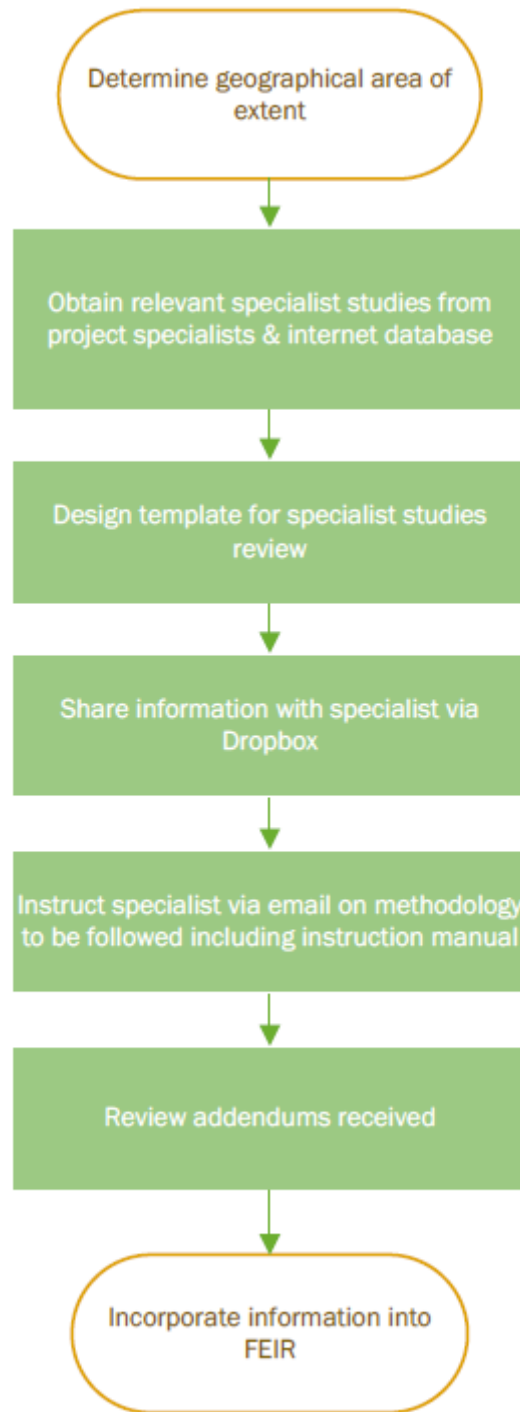 Determine geographical area of
extent
Obtain relevant specialist studies from
project specialists & internet database
Design template for specialist studies
review
Share information with specialist via
Dropbox
Instruct specialist via email on methodology
to be followed including instruction manual
Review addendums received
Incorporate information into
FEIR